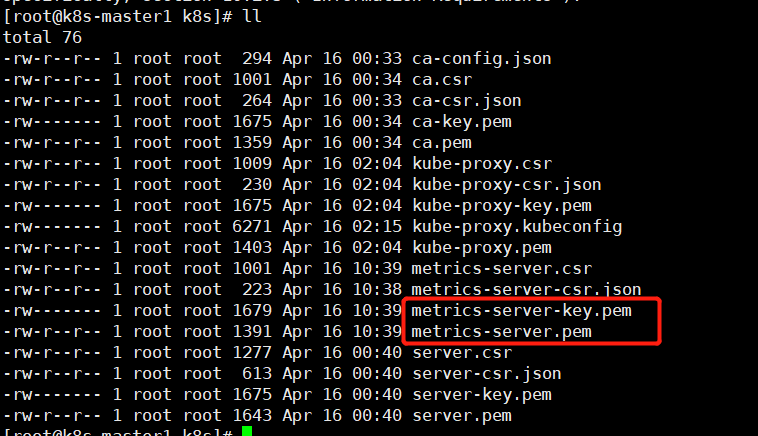 [root@k8s-master1 k8s]# ll
total 76
-rw-r--r-- 1 root root  294 Apr 16 00:33 ca-config.json
-rw-r--r-- 1 root root 1001 Apr 16 00:34 ca.csr
-rw-r--r-- 1 root root  264 Apr 16 00:33 ca-csr.json
-rw------- 1 root root 1675 Apr 16 00:34 ca-key.pem
-rw-r--r-- 1 root root 1359 Apr 16 00:34 ca.pem
-rw-r--r-- 1 root root 1009 Apr 16 02:04 kube-proxy.csr
-rw-r--r-- 1 root root  230 Apr 16 02:04 kube-proxy-csr.json
-rw------- 1 root root 1675 Apr 16 02:04 kube-proxy-key.pem
-rw------- 1 root root 6271 Apr 16 02:15 kube-proxy.kubeconfig
-rw-r--r-- 1 root root 1403 Apr 16 02:04 kube-proxy.pem
-rw-r--r-- 1 root root 1001 Apr 16 10:39 metrics-server.csr
-rw-r--r-- 1 root root  223 Apr 16 10:38 metrics-server-csr.json
-rw------- 1 root root 1679 Apr 16 10:39 metrics-server-key.pem
-rw-r--r-- 1 root root 1391 Apr 16 10:39 metrics-server.pem
-rw-r--r-- 1 root root 1277 Apr 16 00:40 server.csr
-rw-r--r-- 1 root root  613 Apr 16 00:40 server-csr.json
-rw------- 1 root root 1675 Apr 16 00:40 server-key.pem
-rw-r--r-- 1 root root 1643 Apr 16 00:40 server.pem
[root@k8s-master1 k8s]#